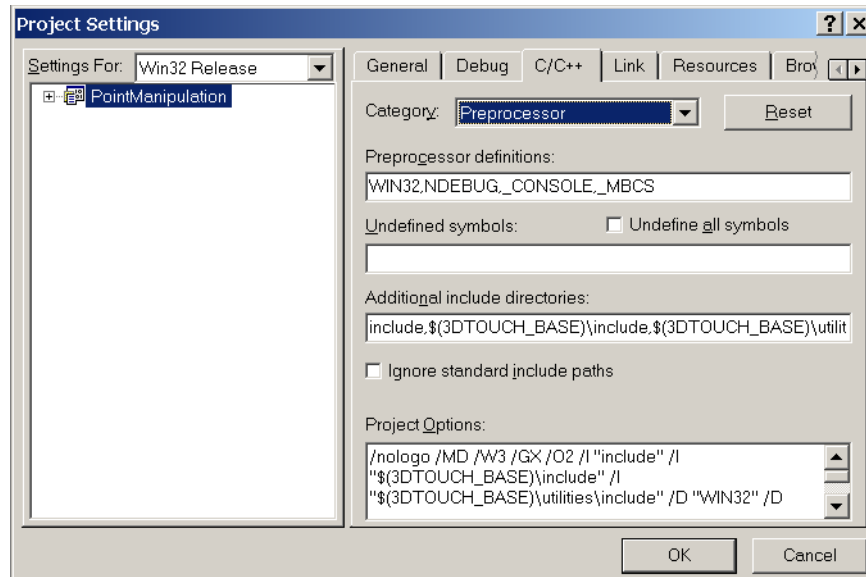 Project Settings
Settings For: Win32 Release
PointManipulation
General Debug C/C++ Link Resources
Category: Preprocessor Reset
Preprocessor definitions:
WIN32,NDEBUG,_CONSOLE,_MBCS
Undefined symbols: Undefine all symbols
Additional include directories:
include,$(3DTOUCH_BASE)\include,$(3DTOUCH_BASE)\utilit
Ignore standard include paths
Project Options:
/nologo /MD /W3 /GX /O2 /I "include" /I
"$(3DTOUCH_BASE)\include" /I
"$(3DTOUCH_BASE)\utilities\include" /D "WIN32" /D
OK Cancel